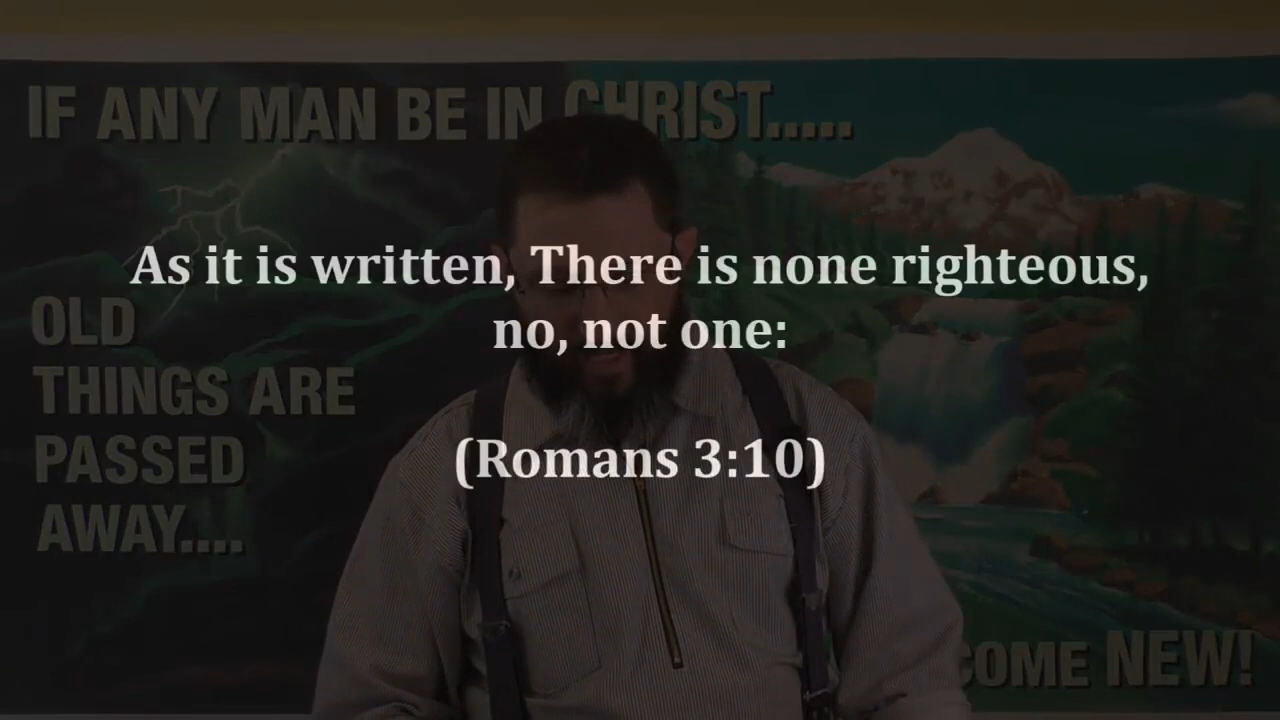 IF ANY MAN BE IN CHRIST.....
As it is written, There is none righteous,
no, not one:
(Romans 3:10)
OLD
THINGS ARE
PASSED
AWAY....
COME NEW!